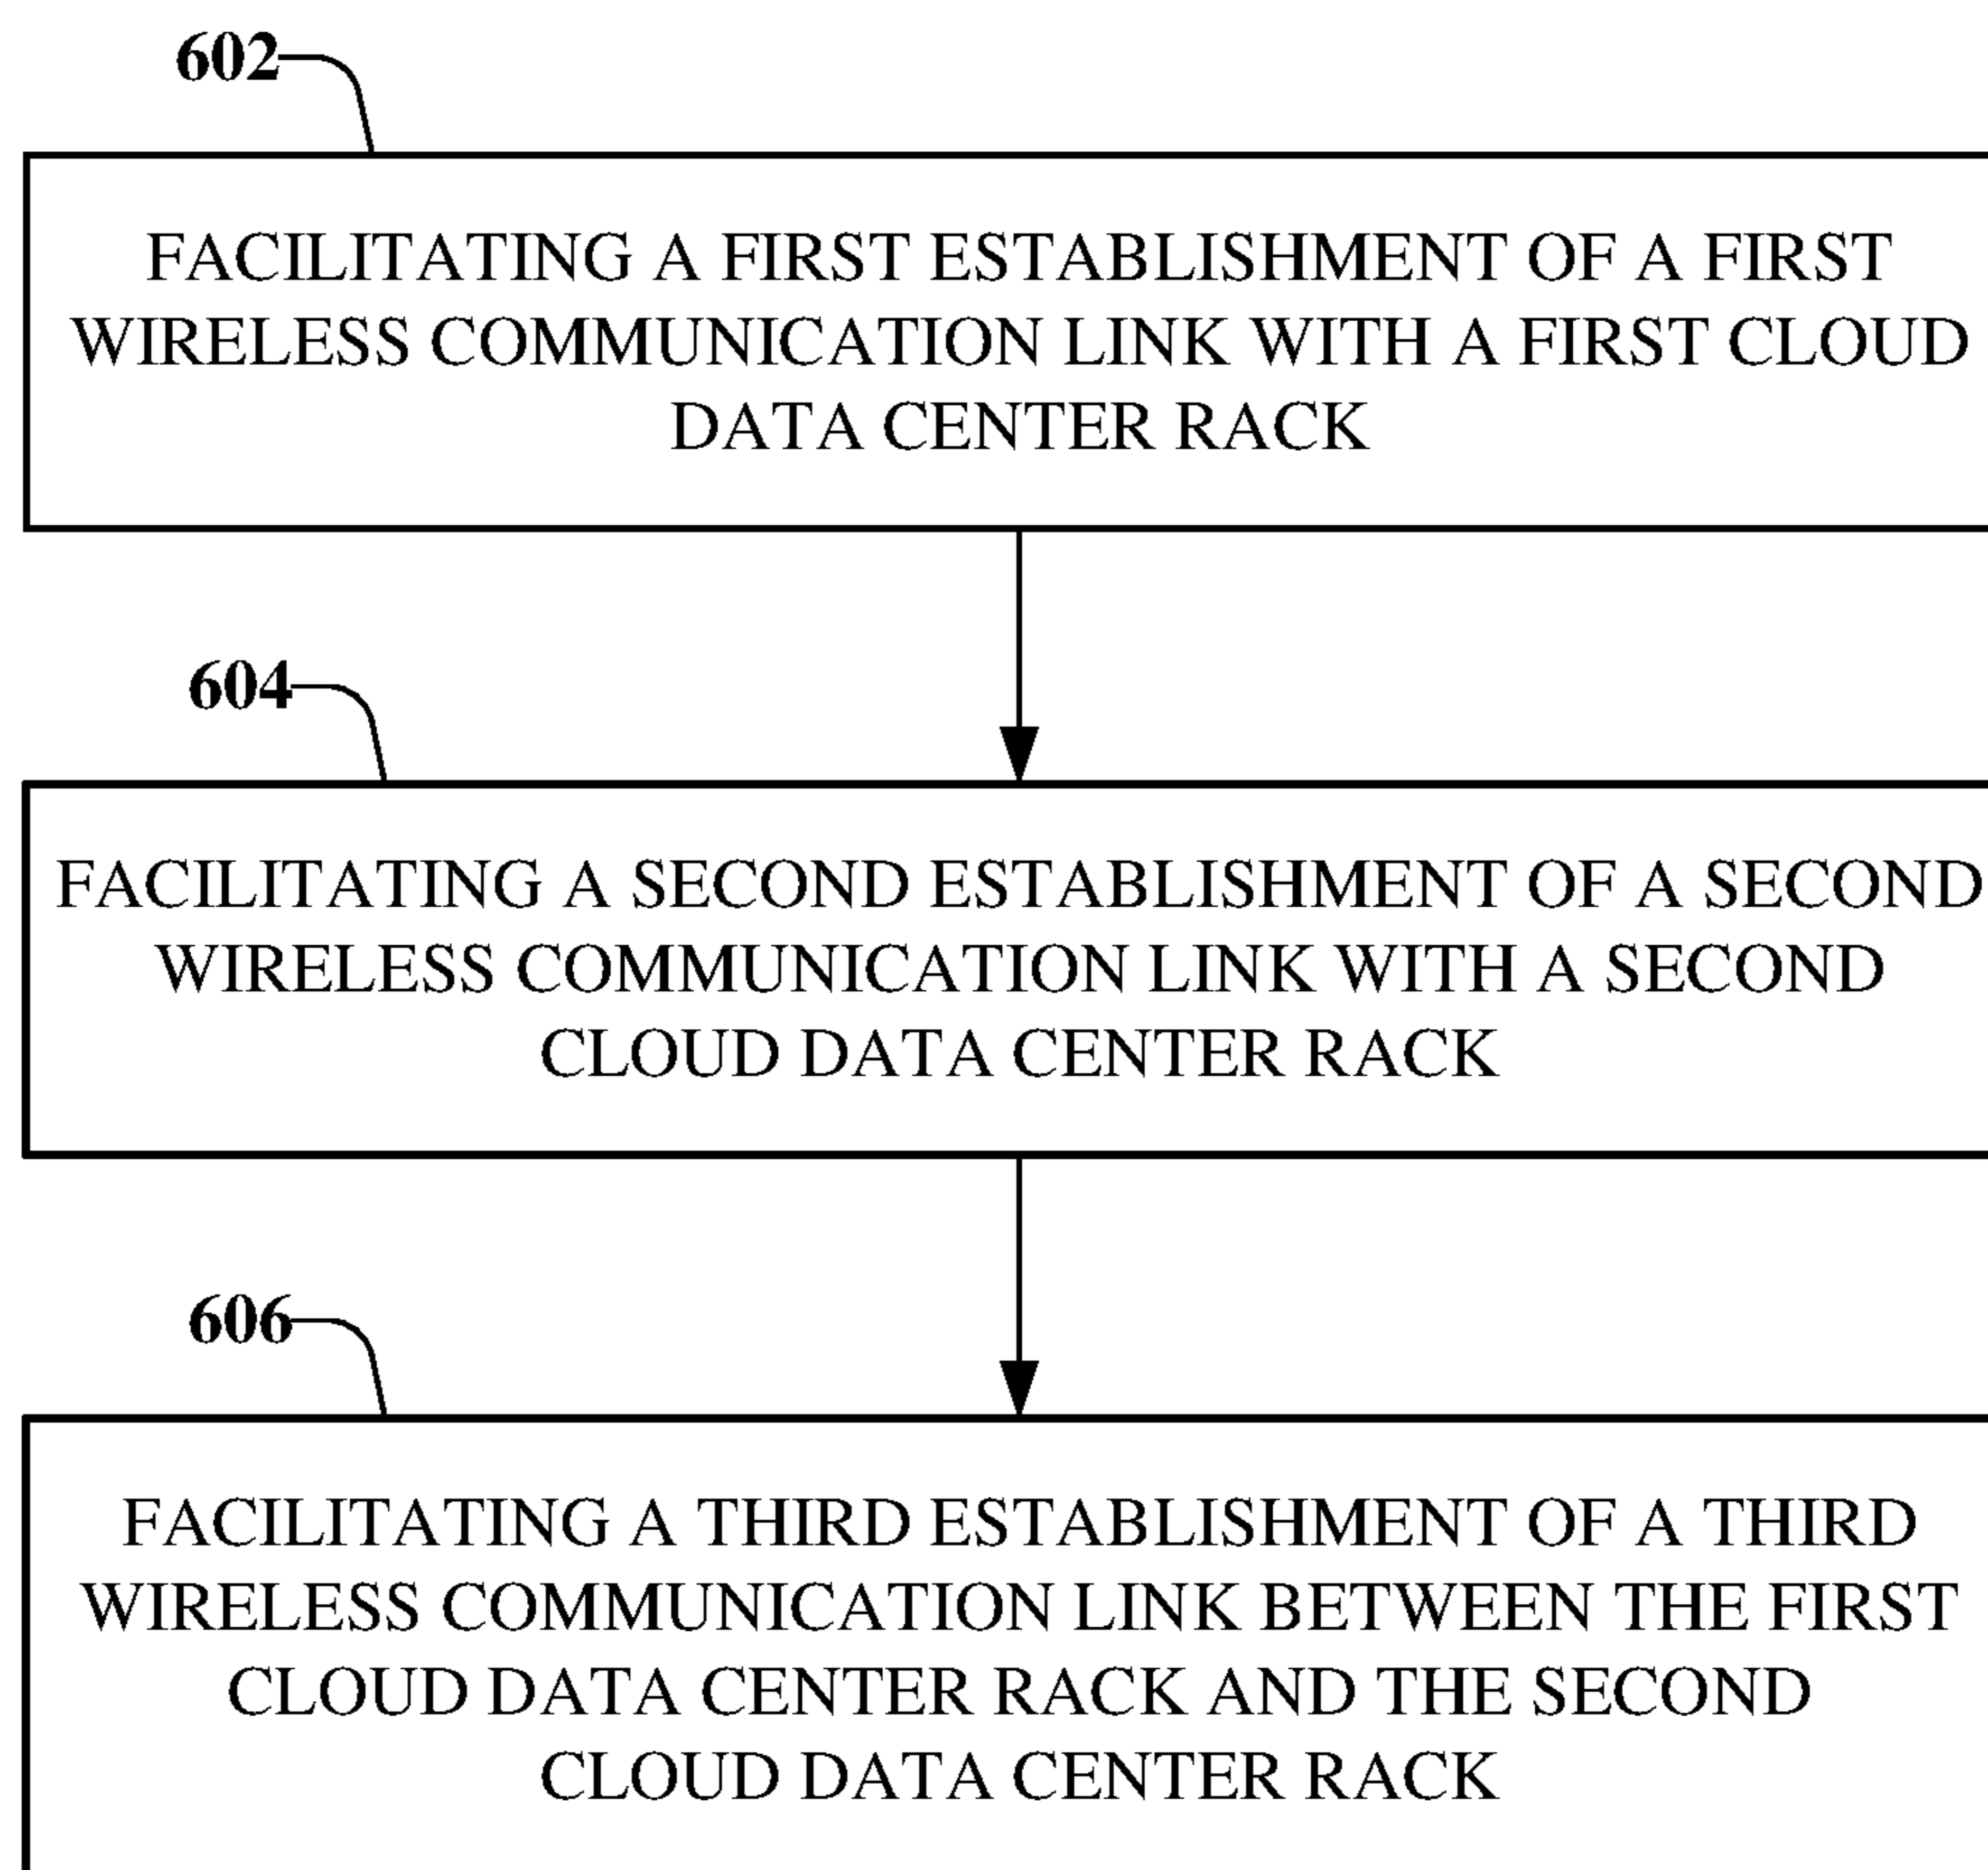 602
FACILITATING A FIRST ESTABLISHMENT OF A FIRST
WIRELESS COMMUNICATION LINK WITH A FIRST CLOUD
DATA CENTER RACK
604
FACILITATING A SECOND ESTABLISHMENT OF A SECOND
WIRELESS COMMUNICATION LINK WITH A SECOND
CLOUD DATA CENTER RACK
606
FACILITATING A THIRD ESTABLISHMENT OF A THIRD
WIRELESS COMMUNICATION LINK BETWEEN THE FIRST
CLOUD DATA CENTER RACK AND THE SECOND
CLOUD DATA CENTER RACK